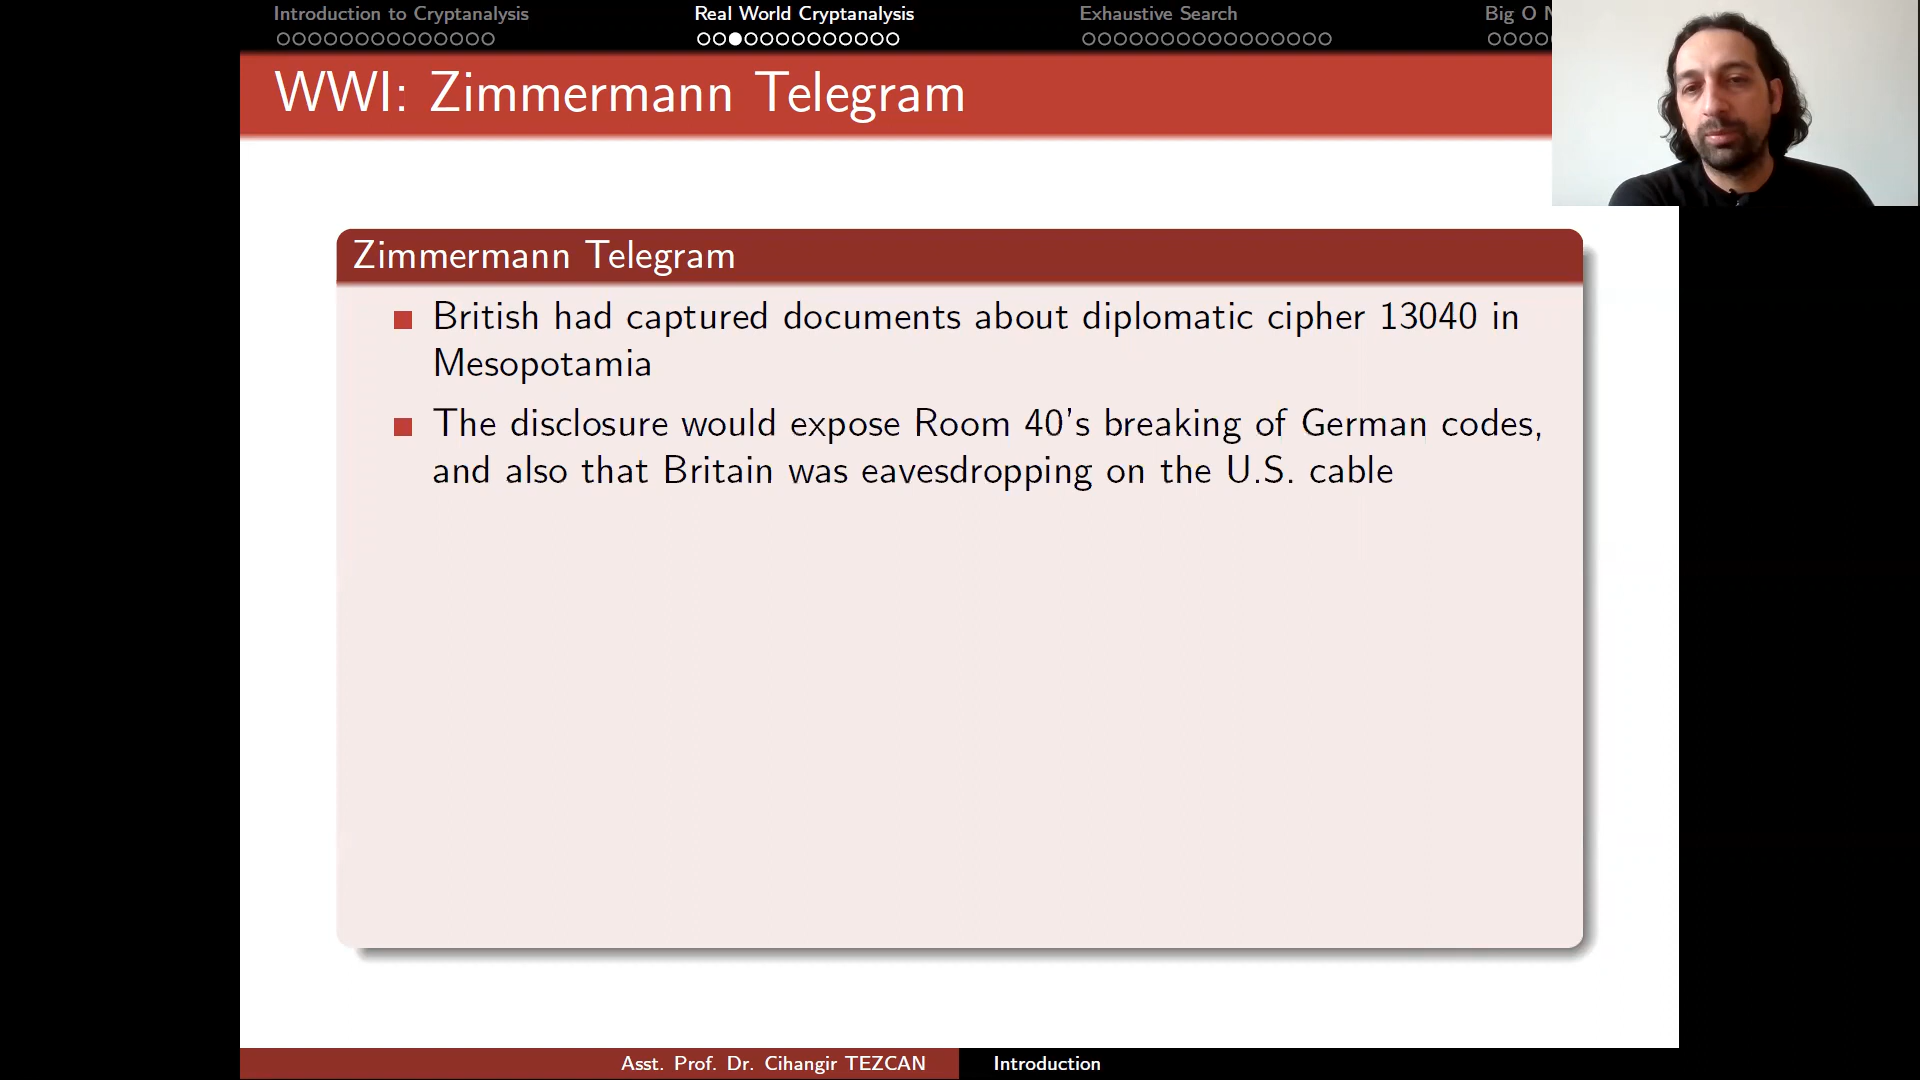 Introduction to Cryptanalysis
Real World Cryptanalysis
Exhaustive Search
Big O
WWI: Zimmermann Telegram
Zimmermann Telegram
British had captured documents about diplomatic cipher 13040 in
Mesopotamia
The disclosure would expose Room 40's breaking of German codes,
and also that Britain was eavesdropping on the U.S. cable
Asst. Prof. Dr. Cihangir TEZCAN
Introduction